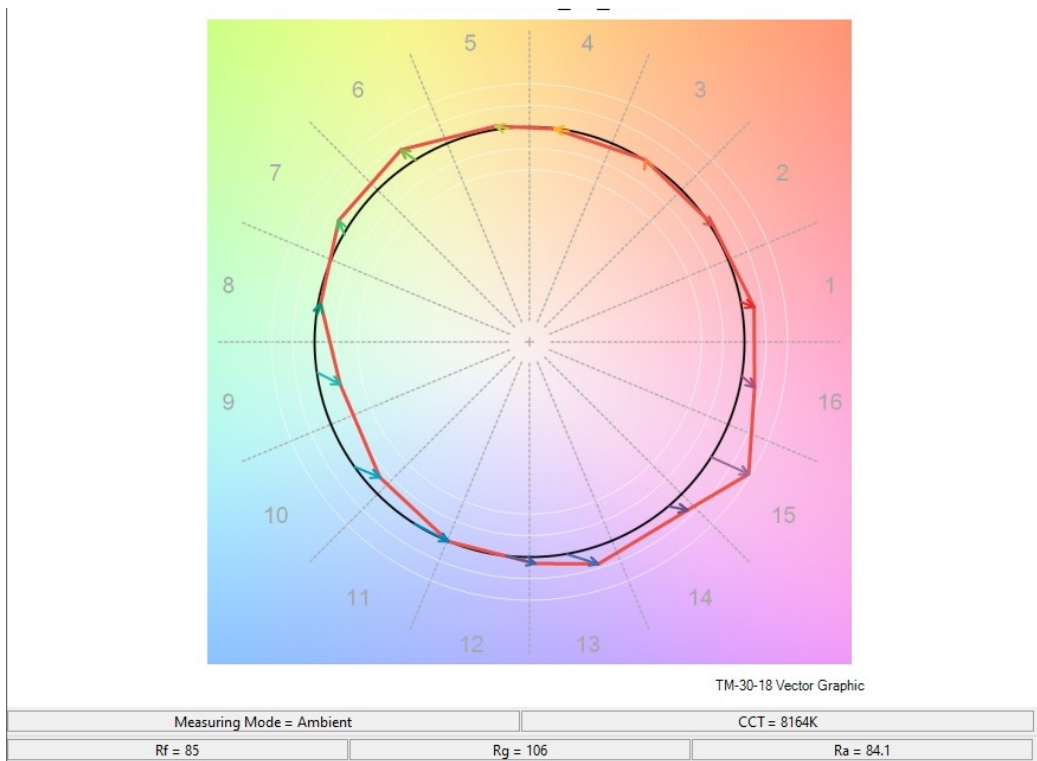 5 4
6 3
7 2
8 1
9 16
10 15
11 14
12 13
TM-30-18 Vector Graphic
Measuring Mode = Ambient CCT = 8164K
Rf = 85 Rg = 106 Ra = 84.1